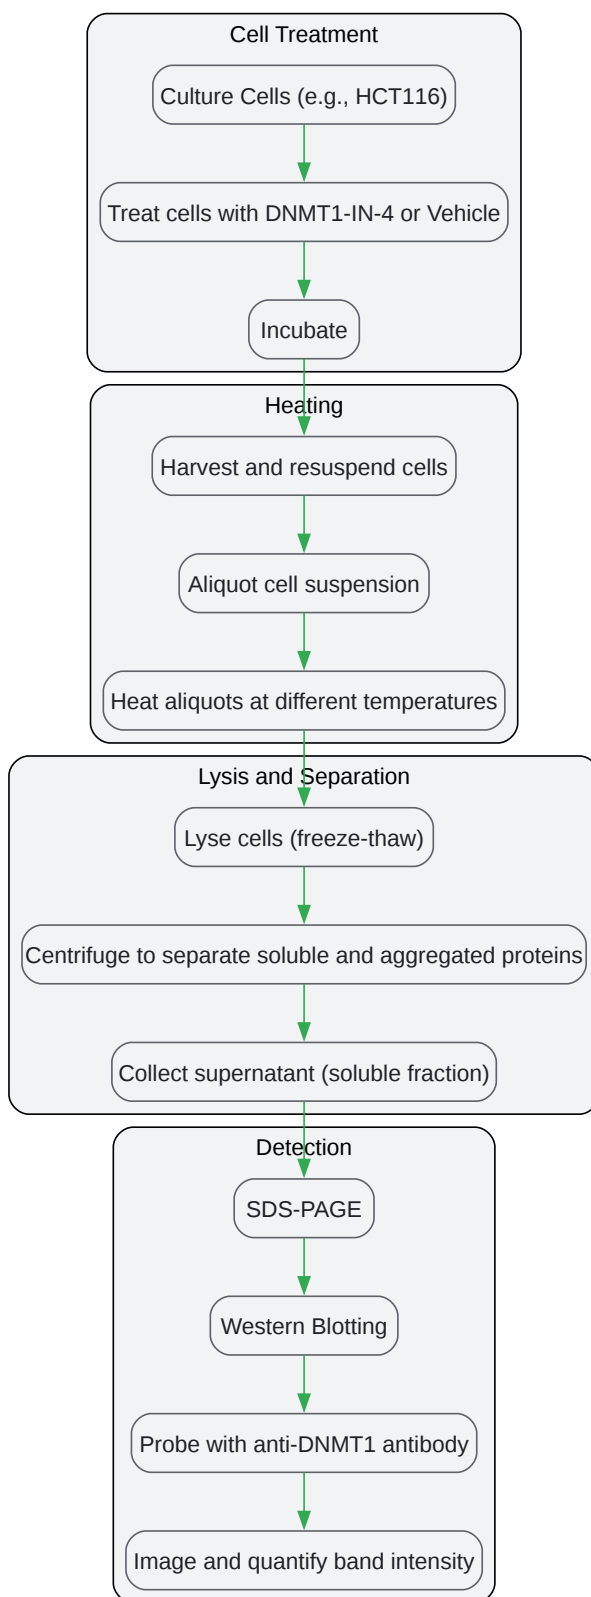 Cell Treatment
Culture Cells (e.g., HCT116)
Treat cells with DNMT1-IN-4 or Vehicle
Incubate
Heating
Harvest and resuspend cells
Aliquot cell suspension
Heat aliquots at different temperatures
Lysis and Separation
Lyse cells (freeze-thaw)
Centrifuge to separate soluble and aggregated proteins
Collect supernatant (soluble fraction)
Detection
SDS-PAGE
Western Blotting
Probe with anti-DNMT1 antibody
Image and quantify band intensity